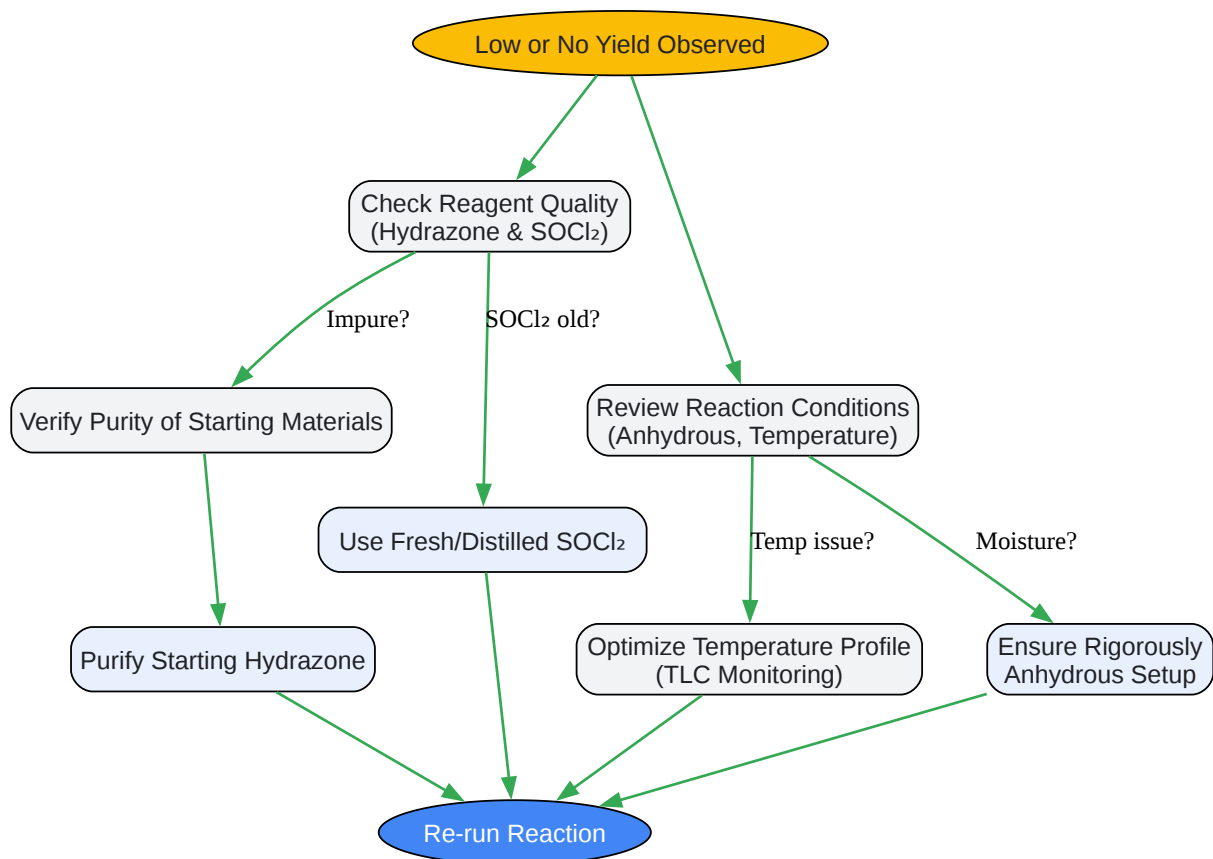 Low or No Yield Observed
Check Reagent Quality
(Hydrazone & SOCl₂)
Impure?
SOCl₂ old?
Verify Purity of Starting Materials
Review Reaction Conditions
(Anhydrous, Temperature)
Use Fresh/Distilled SOCl₂
Temp issue?
Moisture?
Purify Starting Hydrazone
Optimize Temperature Profile
(TLC Monitoring)
Ensure Rigorously
Anhydrous Setup
Re-run Reaction